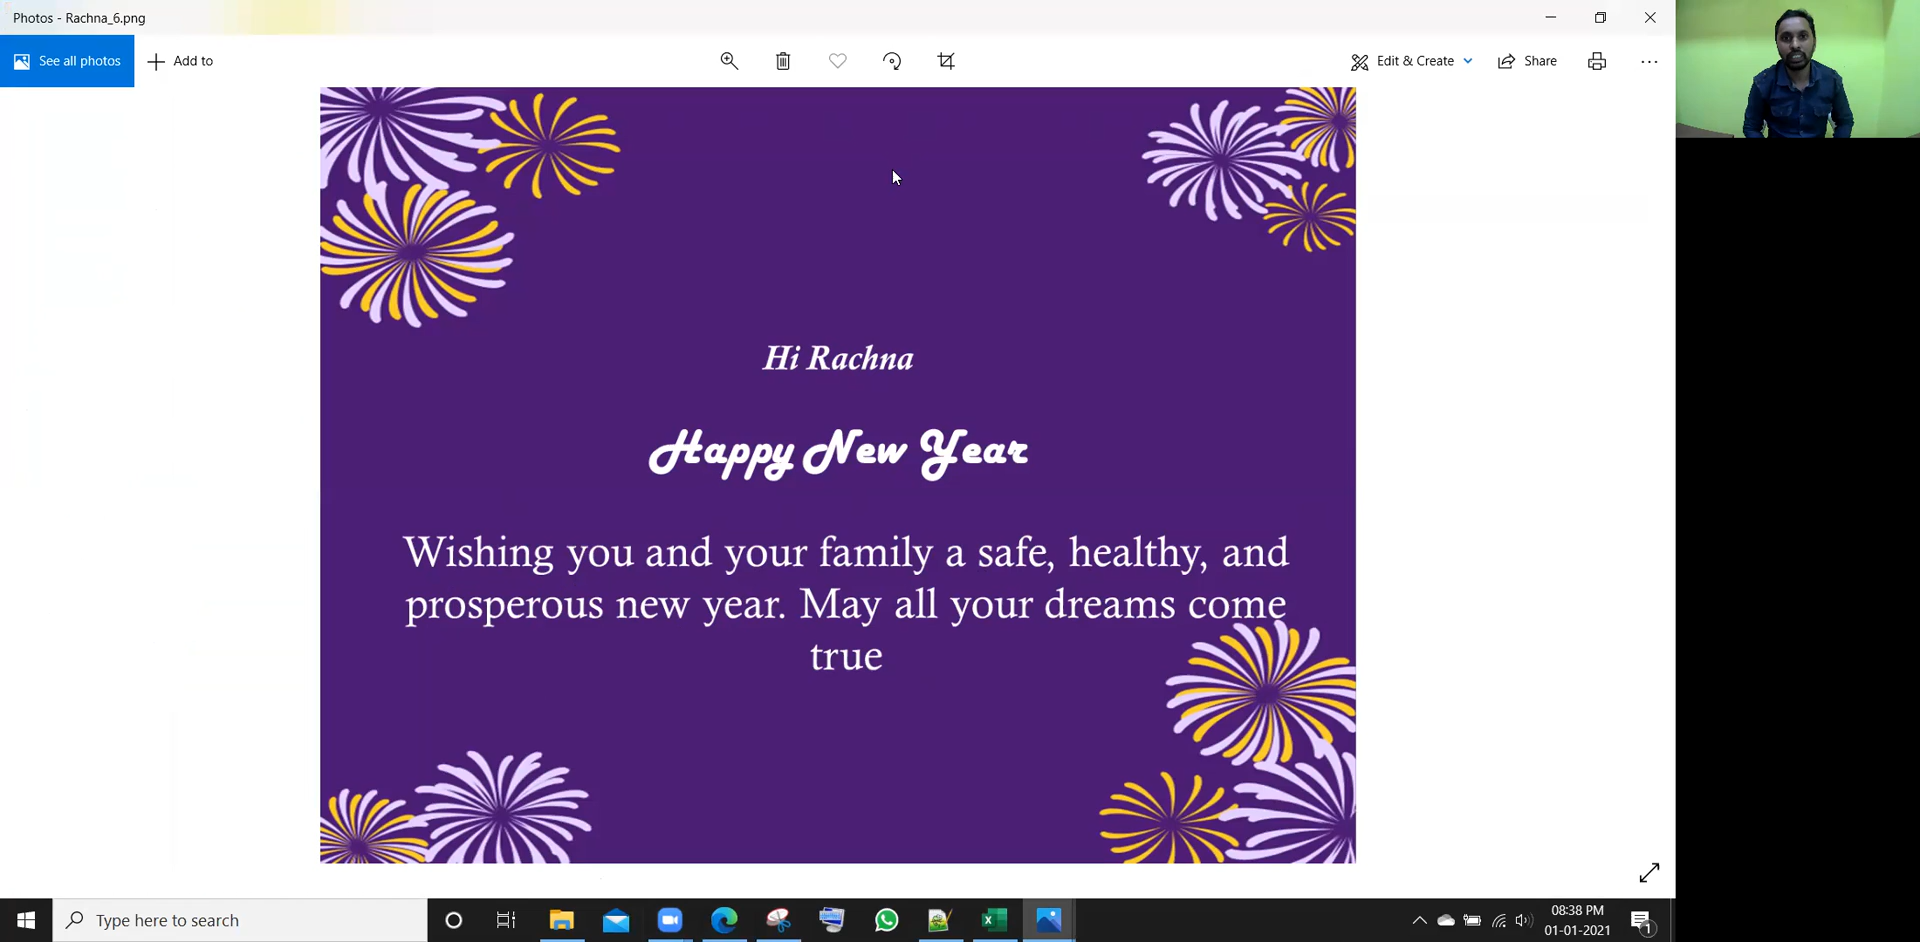 Photos - Rachna_6.png
See all photos
Add to
Edit & Create
Share
Hi Rachna
Happy New Year
Wishing you and your family a safe, healthy, and
prosperous new year. May all your dreams come
true
Type here to search
08:38 PM
01-01-2021
1